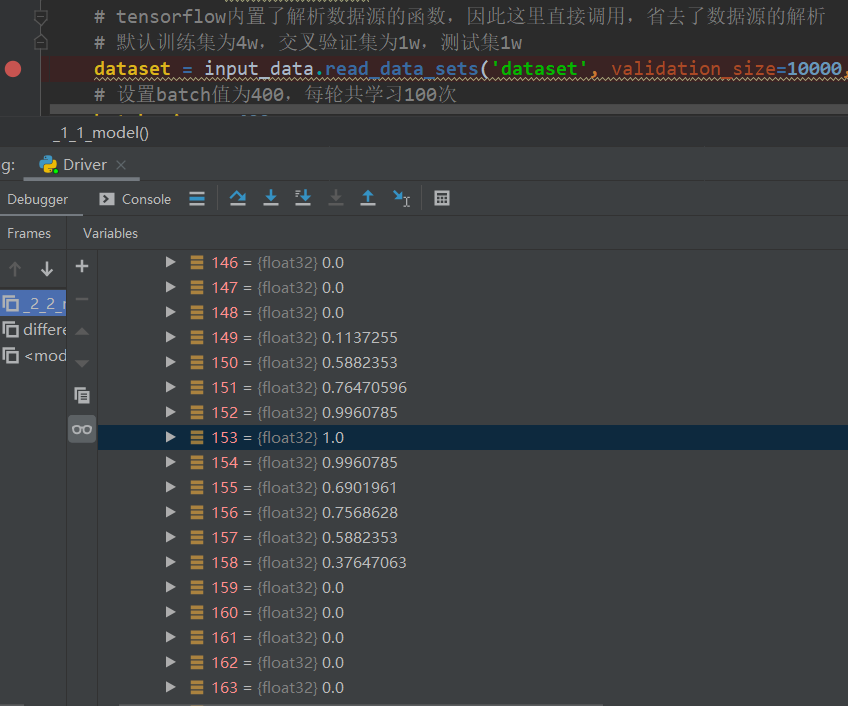 # tensorflow内置了解析数据源的函数，因此这里直接调用，省去了数据源的解析
# 默认训练集为4w，交叉验证集为1w，测试集1w
dataset = input_data.read_data_sets('dataset', validation_size=10000,
# 设置batch值为400，每轮共学习100次
_1_1_model()
g:
Driver
Debugger
Console
Frames
Variables
146 = {float32} 0.0
147 = {float32} 0.0
_2_2_
148 = {float32} 0.0
differe
149 = {float32} 0.1137255
<mod
150 = {float32} 0.5882353
151 = {float32} 0.76470596
152 = {float32} 0.9960785
153 = {float32} 1.0
154 = {float32} 0.9960785
155 = {float32} 0.6901961
156 = {float32} 0.7568628
157 = {float32} 0.5882353
158 = {float32} 0.37647063
159 = {float32} 0.0
160 = {float32} 0.0
161 = {float32} 0.0
162 = {float32} 0.0
163 = {float32} 0.0